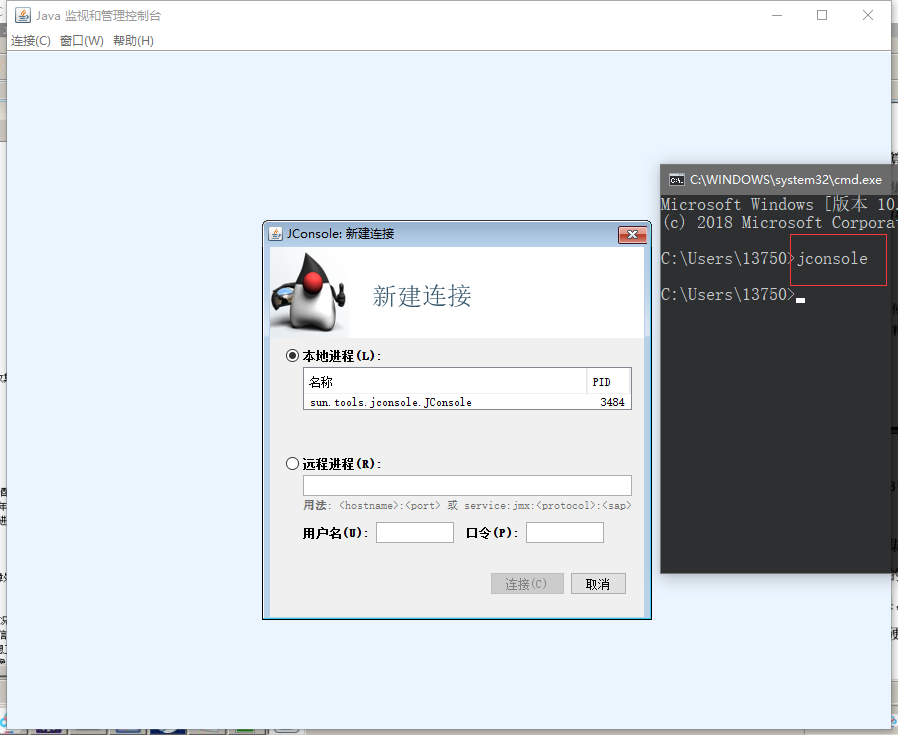 Java 监视和管理控制台
连接(C) 窗口(W) 帮助(H)
C:\WINDOWS\system32\cmd.exe
Microsoft Windows [版本 10.
(c) 2018 Microsoft Corpora
C:\Users\13750>jconsole
C:\Users\13750>
JConsole: 新建连接
新建连接
本地进程(L):
名称 PID
sun.tools.jconsole.JConsole 3484
远程进程(R):
用法: <hostname>:<port> 或 service:jmx:<protocol>:<sap>
用户名(U): 口令(P):
连接(C) 取消